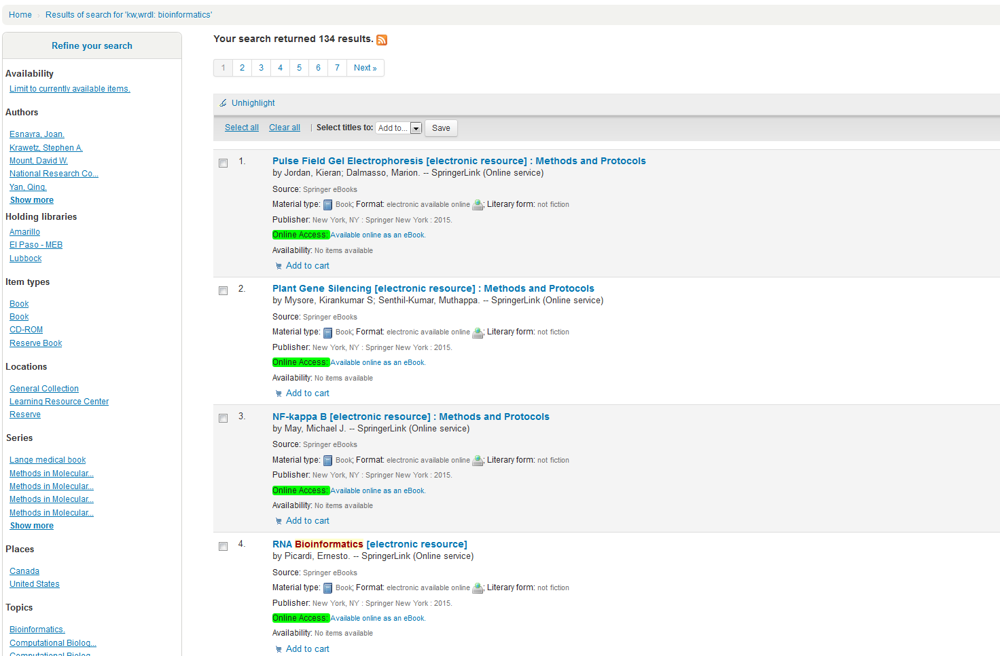 Home › Results of search for 'kw,wrdl: bioinformatics'
Refine your search
Availability
Limit to currently available items.
Authors
Esnayra, Joan.
Krawetz, Stephen A.
Mount, David W.
National Research Co...
Yan, Qing.
Show more
Holding libraries
Amarillo
El Paso - MEB
Lubbock
Item types
Book
Book
CD-ROM
Reserve Book
Locations
General Collection
Learning Resource Center
Reserve
Series
Lange medical book
Methods in Molecular...
Methods in Molecular...
Methods in Molecular...
Methods in Molecular...
Show more
Places
Canada
United States
Topics
Bioinformatics.
Computational Biolog...
Computational Biolog...
Your search returned 134 results.
1 2 3 4 5 6 7 Next »
Unhighlight
Select all Clear all | Select titles to: Add to... Save
1. Pulse Field Gel Electrophoresis [electronic resource] : Methods and Protocols
by Jordan, Kieran; Dalmasso, Marion. -- SpringerLink (Online service)
Source: Springer eBooks
Material type: Book; Format: electronic available online ; Literary form: not fiction
Publisher: New York, NY : Springer New York : 2015.
Online Access: Available online as an eBook.
Availability: No items available
Add to cart
2. Plant Gene Silencing [electronic resource] : Methods and Protocols
by Mysore, Kirankumar S; Senthil-Kumar, Muthappa. -- SpringerLink (Online service)
Source: Springer eBooks
Material type: Book; Format: electronic available online ; Literary form: not fiction
Publisher: New York, NY : Springer New York : 2015.
Online Access: Available online as an eBook.
Availability: No items available
Add to cart
3. NF-kappa B [electronic resource] : Methods and Protocols
by May, Michael J. -- SpringerLink (Online service)
Source: Springer eBooks
Material type: Book; Format: electronic available online ; Literary form: not fiction
Publisher: New York, NY : Springer New York : 2015.
Online Access: Available online as an eBook.
Availability: No items available
Add to cart
4. RNA Bioinformatics [electronic resource]
by Picardi, Ernesto. -- SpringerLink (Online service)
Source: Springer eBooks
Material type: Book; Format: electronic available online ; Literary form: not fiction
Publisher: New York, NY : Springer New York : 2015.
Online Access: Available online as an eBook.
Availability: No items available
Add to cart